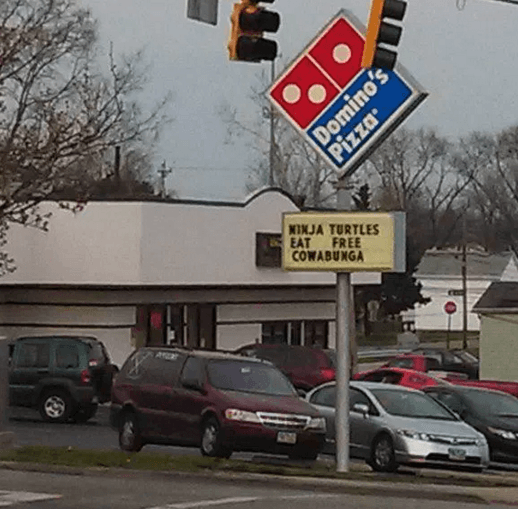 Domino's
Pizza
NINJA TURTLES
EAT FREE
COWABUNGA